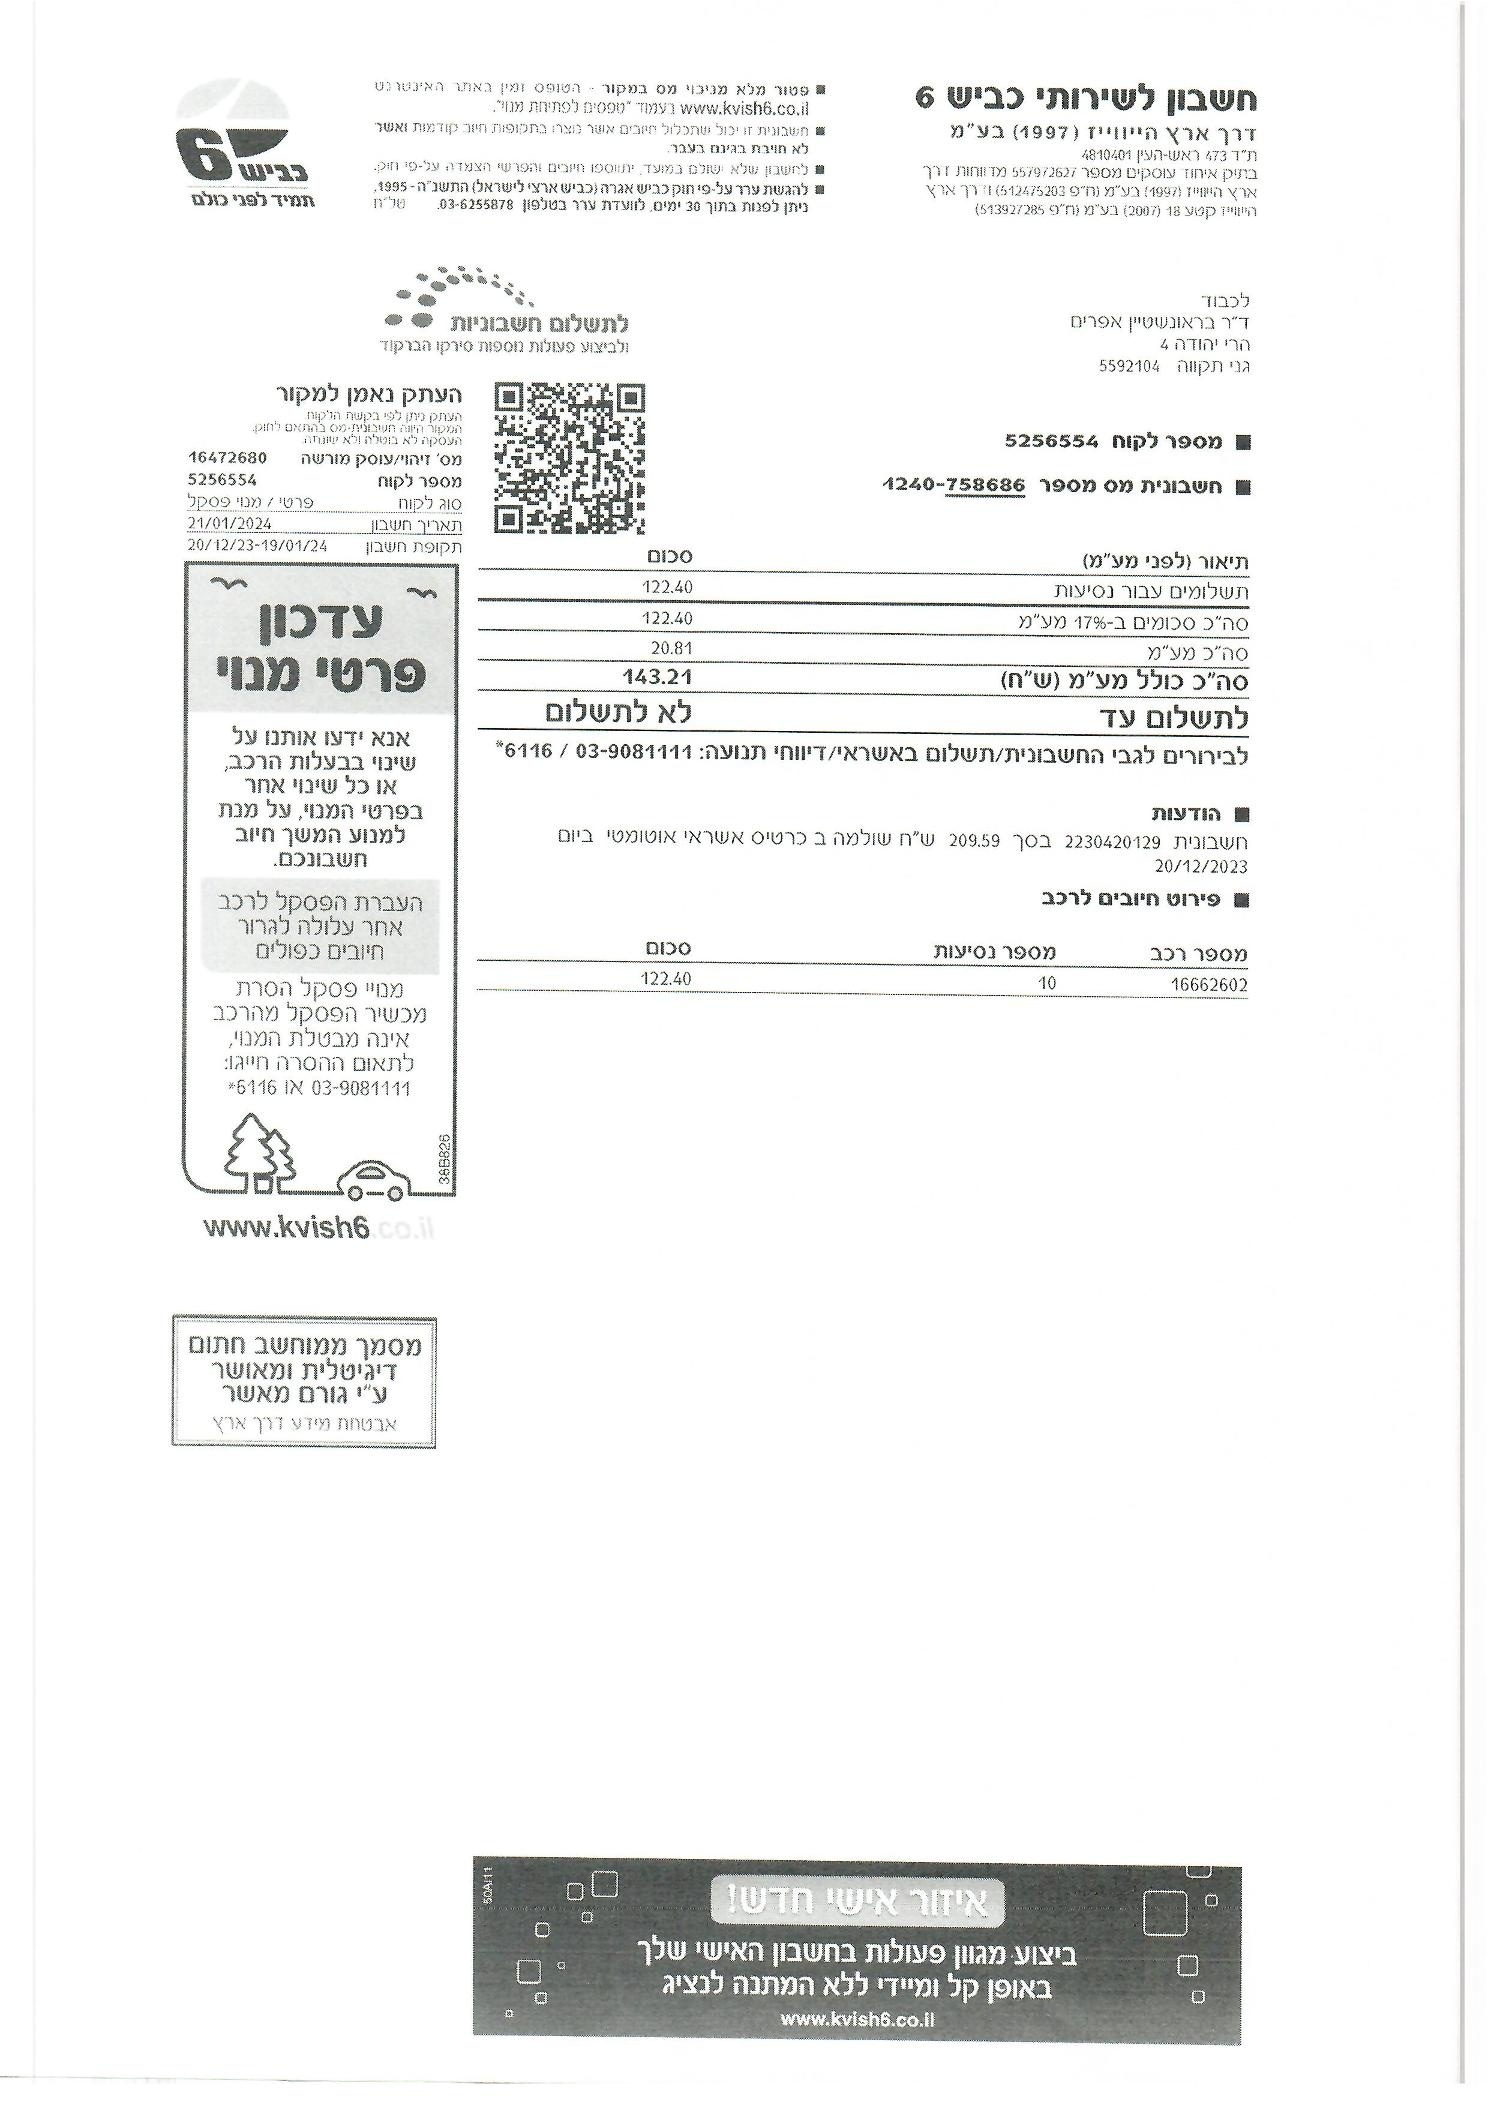 חשבון לשירותי כביש 6
דרך ארץ הייווייז (1997) בע"מ
ת"ד 473 ראש-העין 4810401
בתיק איחוד עוסקים מספר 557972627 מדווחות דרך
ארץ הייווייז (1997) בע"מ (ח"פ 512475203) ודרך ארץ
הייווייז קטע 18 (2007) בע"מ (ח"פ 513927285)
■ פטור מלא מניכוי מס במקור - הטופס זמין באתר האינטרנט
www.kvish6.co.il בעמוד "טפסים לפתיחת מנוי".
■ חשבונית זו יכול שתכלול חיובים אשר נוצרו בתקופות חיוב קודמות ואשר
לא חויבת בגינם בעבר.
■ לחשבון שלא ישולם במועד, יתווספו חיובים והפרשי הצמדה על-פי חוק.
■ להגשת ערר על-פי חוק כביש אגרה (כביש ארצי לישראל) התשנ"ה - 1995,
ניתן לפנות בתוך 30 ימים, לוועדת ערר בטלפון 03-6255878. טל"ח
6
כביש
תמיד לפני כולם
לכבוד
ד"ר בראונשטיין אפרים
הרי יהודה 4
גני תקווה 5592104
לתשלום חשבוניות
ולביצוע פעולות נוספות סירקו הברקוד
■ מספר לקוח 5256554
■ חשבונית מס מספר 1240-758686
העתק נאמן למקור
העתק ניתן לפי בקשת הלקוח
המקור היווה חשבונית-מס בהתאם לחוק.
העסקה לא בוטלה ולא שונתה.
מס' זיהוי/עוסק מורשה 16472680
מספר לקוח 5256554
סוג לקוח פרטי / מנוי פסקל
תאריך חשבון 21/01/2024
תקופת חשבון 20/12/23-19/01/24
תיאור (לפני מע"מ) סכום
תשלומים עבור נסיעות 122.40
סה"כ סכומים ב-17% מע"מ 122.40
סה"כ מע"מ 20.81
סה"כ כולל מע"מ (ש"ח) 143.21
לתשלום עד לא לתשלום
לבירורים לגבי החשבונית/תשלום באשראי/דיווחי תנועה: 03-9081111 / 6116*
■ הודעות
חשבונית 2230420129 בסך 209.59 ש"ח שולמה ב כרטיס אשראי אוטומטי ביום
20/12/2023
■ פירוט חיובים לרכב
מספר רכב מספר נסיעות סכום
16662602 10 122.40
עדכון
פרטי מנוי
אנא ידעו אותנו על
שינוי בבעלות הרכב,
או כל שינוי אחר
בפרטי המנוי, על מנת
למנוע המשך חיוב
חשבונכם.
העברת הפסקל לרכב
אחר עלולה לגרור
חיובים כפולים
מנויי פסקל הסרת
מכשיר הפסקל מהרכב
אינה מבטלת המנוי,
לתאום ההסרה חייגו:
03-9081111 או 6116*
36B826
www.kvish6.co.il
מסמך ממוחשב חתום
דיגיטלית ומאושר
ע"י גורם מאשר
אבטחת מידע דרך ארץ
50A/11
איזור אישי חדש!
ביצוע מגוון פעולות בחשבון האישי שלך
באופן קל ומיידי ללא המתנה לנציג
www.kvish6.co.il